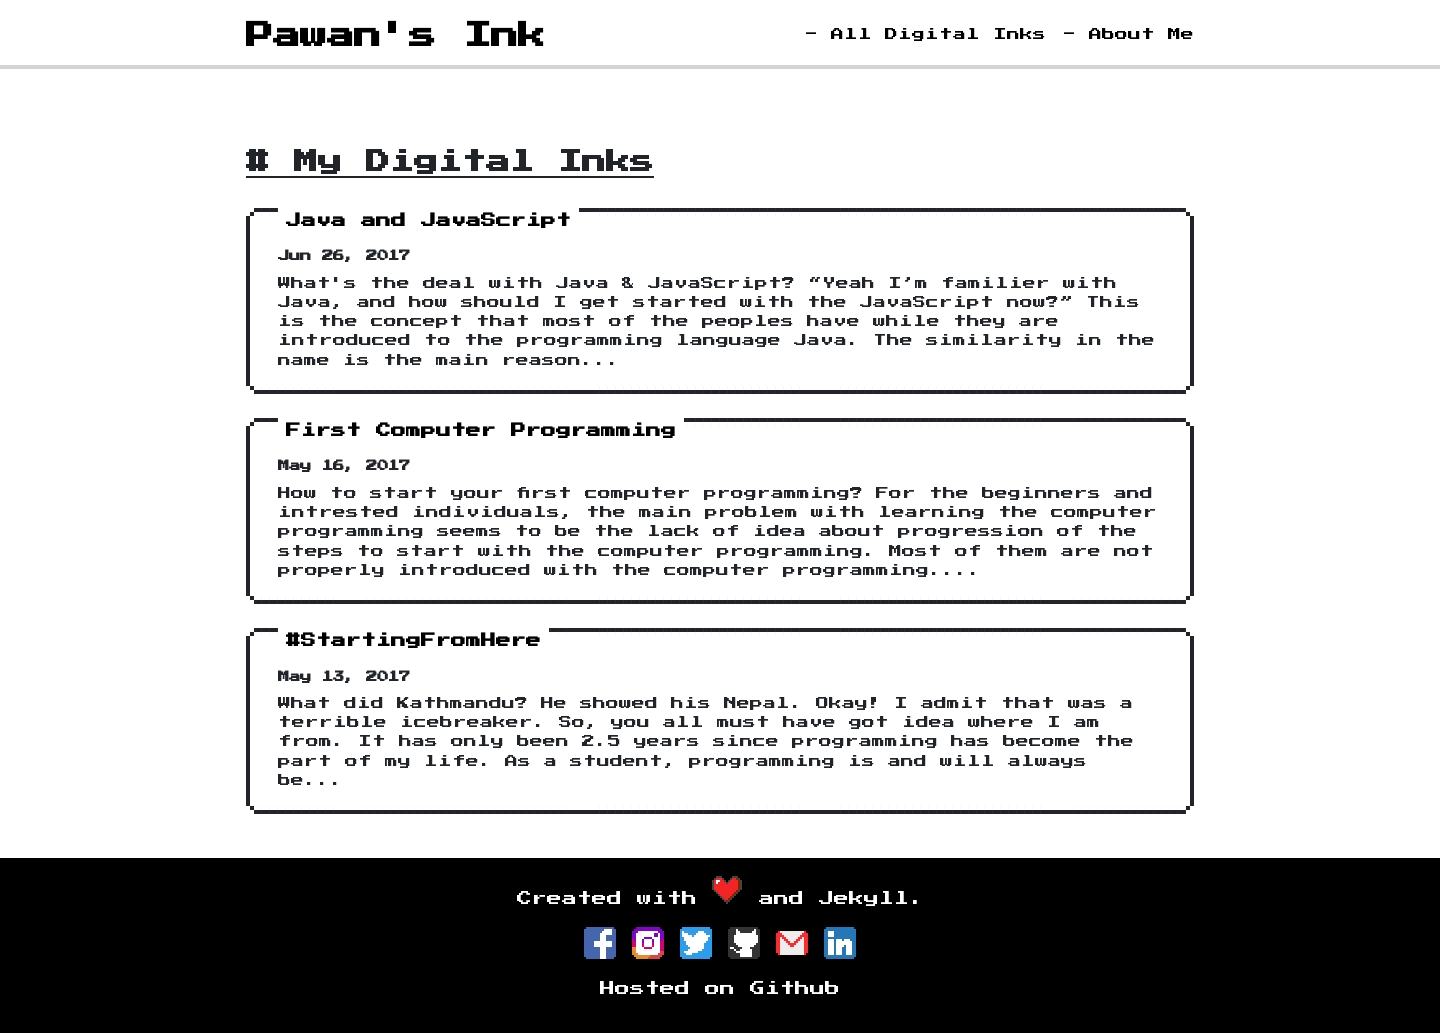 Pawan's Ink
- All Digital Inks - About Me
# My Digital Inks
Java and JavaScript
Jun 26, 2017
What's the deal with Java & JavaScript? “Yeah I’m familier with
Java, and how should I get started with the JavaScript now?” This
is the concept that most of the peoples have while they are
introduced to the programming language Java. The similarity in the
name is the main reason...
First Computer Programming
May 16, 2017
How to start your first computer programming? For the beginners and
intrested individuals, the main problem with learning the computer
programming seems to be the lack of idea about progression of the
steps to start with the computer programming. Most of them are not
properly introduced with the computer programming....
#StartingFromHere
May 13, 2017
What did Kathmandu? He showed his Nepal. Okay! I admit that was a
terrible icebreaker. So, you all must have got idea where I am
from. It has only been 2.5 years since programming has become the
part of my life. As a student, programming is and will always
be...
Created with and Jekyll.
Hosted on Github